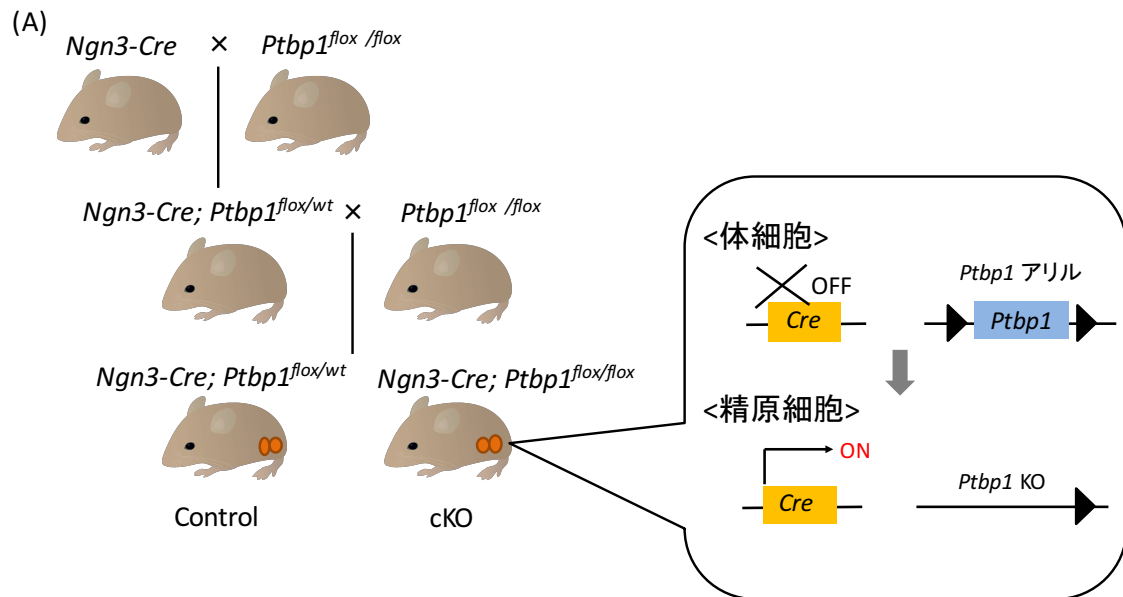 (A)
Ngn3-Cre × Ptbp1flox /flox
Ngn3-Cre; Ptbp1flox/wt × Ptbp1flox /flox
Ngn3-Cre; Ptbp1flox/wt Ngn3-Cre; Ptbp1flox/flox
Control cKO
<体細胞>
OFF
Cre
Ptbp1 アリル
Ptbp1
<精原細胞>
ON
Cre
Ptbp1 KO